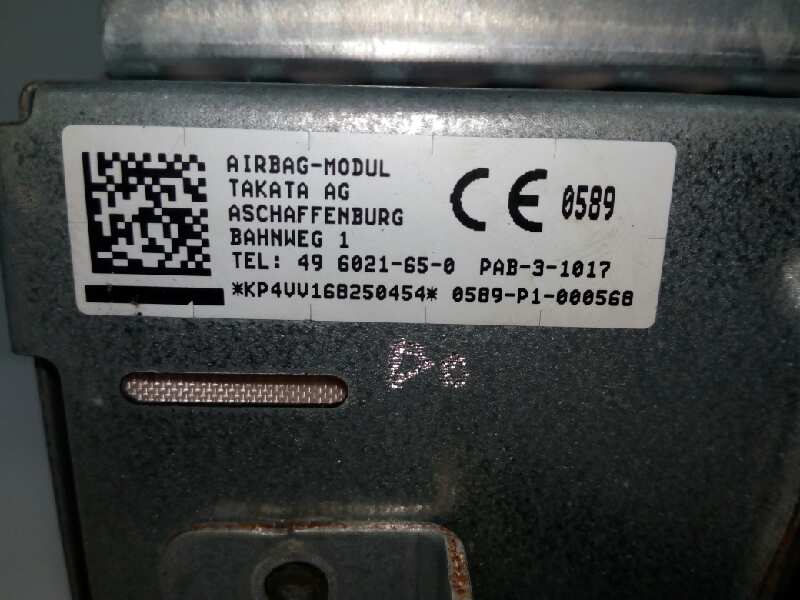 AIRBAG-MODUL
TAKATA AG
ASCHAFFENBURG
BAHNWEG 1
TEL: 49 6021-65-0 PAB-3-1017
*KP4VV168250454* 0589-P1-000568
CE 0589